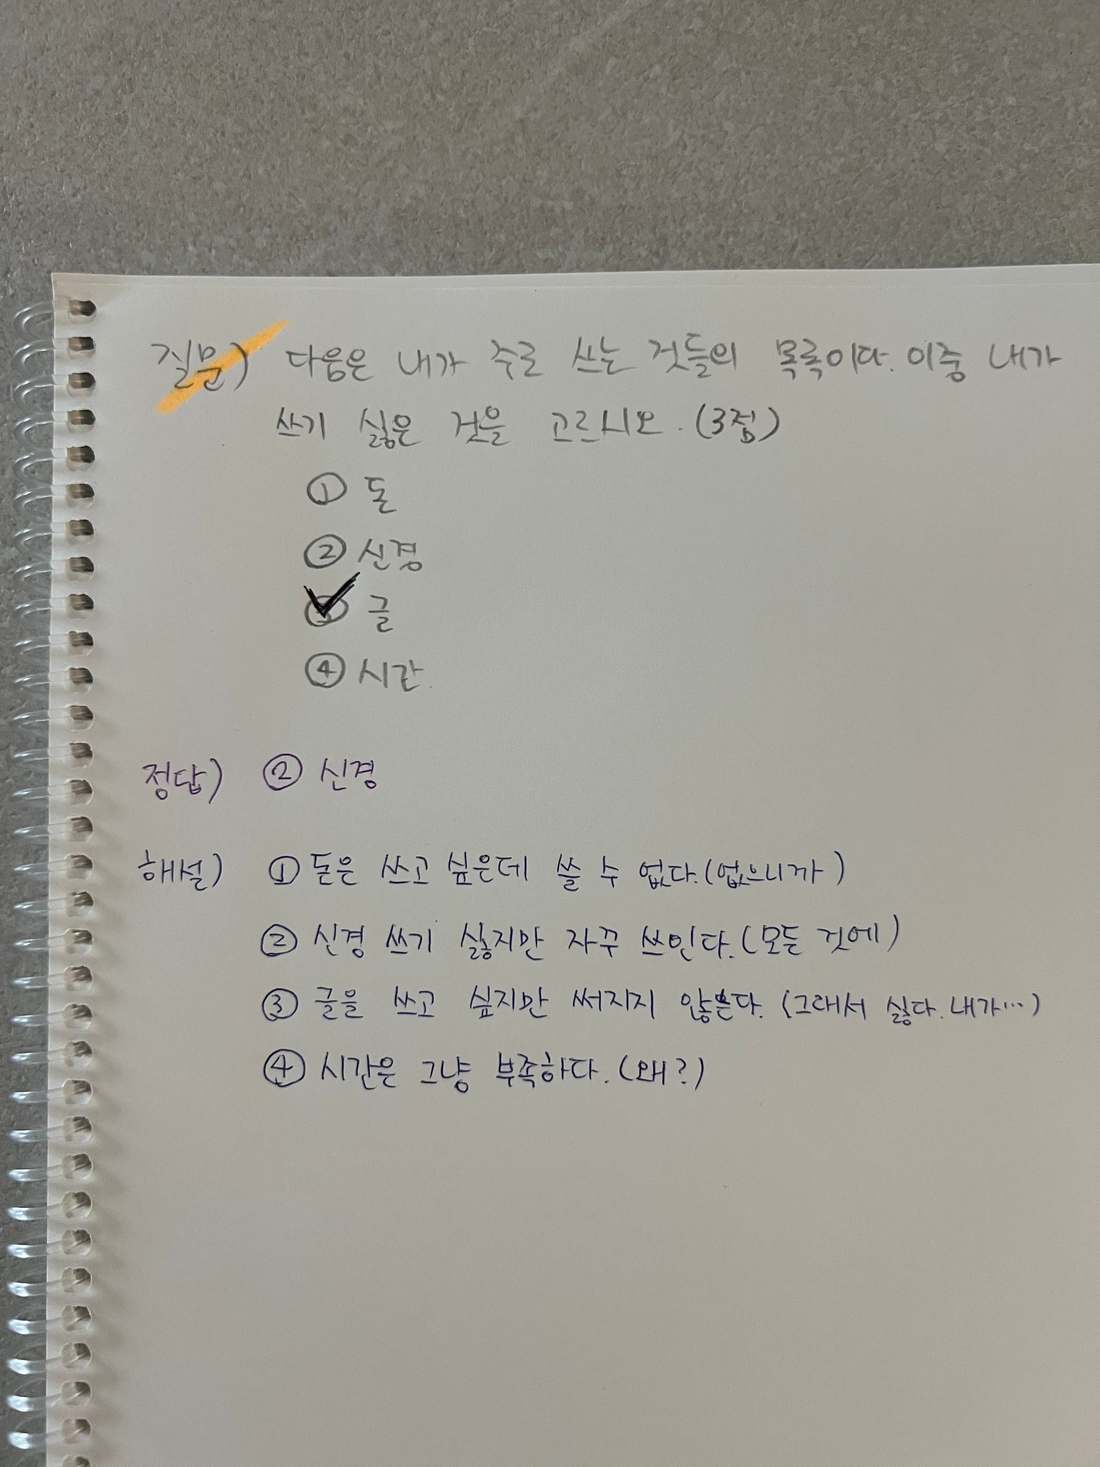 질문) 다음은 내가 주로 쓰는 것들의 목록이다. 이중 내가
쓰기 싫은 것을 고르시오. (3점)
① 돈
② 신경
③ 글
④ 시간
정답) ② 신경
해설) ① 돈은 쓰고 싶은데 쓸 수 없다. (없으니까)
② 신경 쓰기 싫지만 자꾸 쓰인다. (모든 것에)
③ 글을 쓰고 싶지만 써지지 않는다. (그래서 싫다. 내가…)
④ 시간은 그냥 부족하다. (왜?)